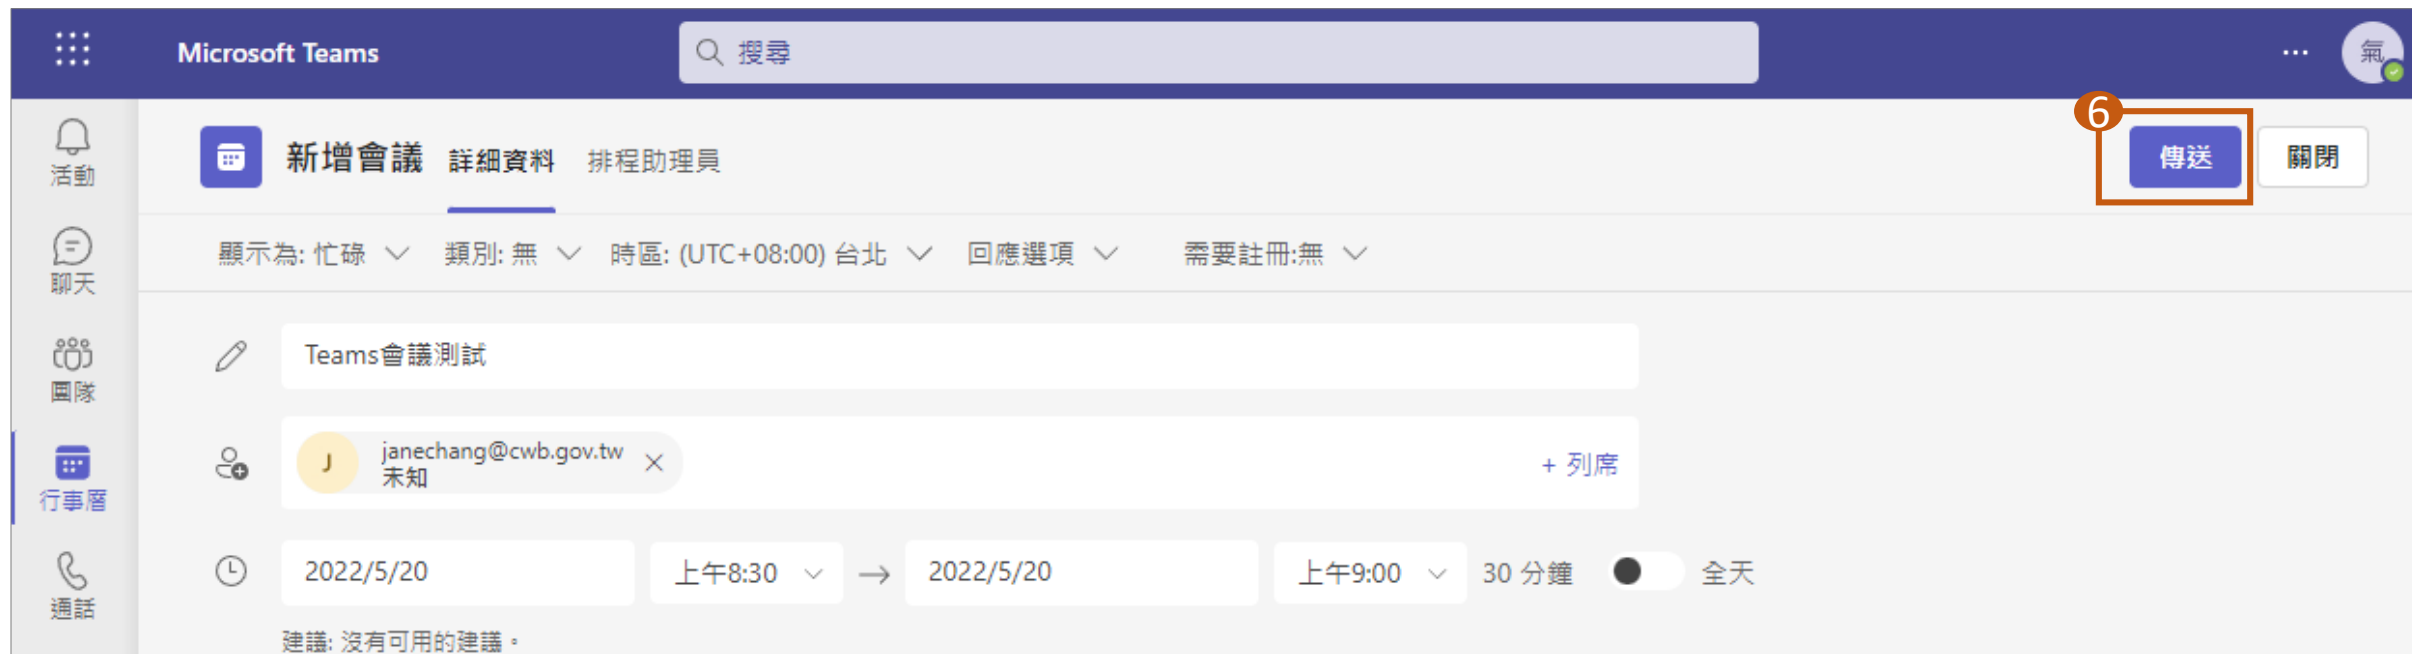 Microsoft Teams
搜尋
氣
6
活動
新增會議 詳細資料 排程助理員
傳送 關閉
聊天
顯示為: 忙碌 類別: 無 時區: (UTC+08:00) 台北 回應選項 需要註冊:無
團隊
Teams會議測試
行事曆
J
janechang@cwb.gov.tw
未知
+ 列席
通話
2022/5/20 上午8:30 → 2022/5/20 上午9:00 30 分鐘 全天
建議: 沒有可用的建議。